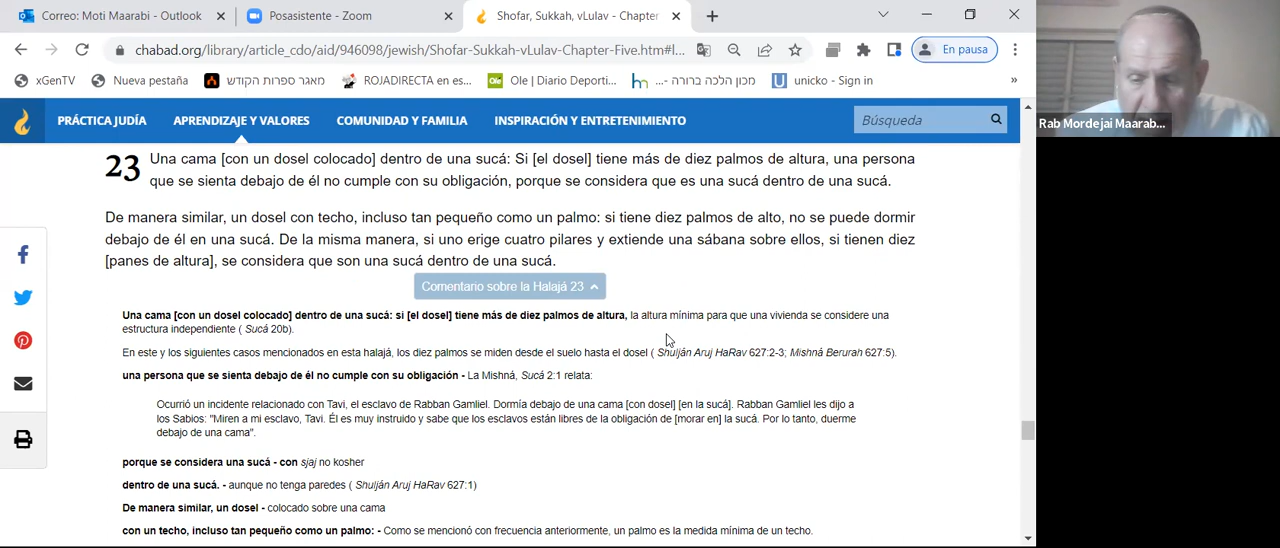 Correo: Moti Maarabi - Outlook
Posasistente - Zoom
Shofar, Sukkah, vLulav - Chapter
chabad.org/library/article_cdo/aid/946098/jewish/Shofar-Sukkah-vLulav-Chapter-Five.htm#l...
En pausa
xGenTV
Nueva pestaña
מאגר ספרות הקודש
ROJADIRECTA en es...
Ole | Diario Deporti...
מכון הלכה ברורה -...
unicko - Sign in
»
PRÁCTICA JUDÍA
APRENDIZAJE Y VALORES
COMUNIDAD Y FAMILIA
INSPIRACIÓN Y ENTRETENIMIENTO
Búsqueda
Rab Mordejai Maarab...
23 Una cama [con un dosel colocado] dentro de una sucá: Si [el dosel] tiene más de diez palmos de altura, una persona
que se sienta debajo de él no cumple con su obligación, porque se considera que es una sucá dentro de una sucá.
De manera similar, un dosel con techo, incluso tan pequeño como un palmo: si tiene diez palmos de alto, no se puede dormir
debajo de él en una sucá. De la misma manera, si uno erige cuatro pilares y extiende una sábana sobre ellos, si tienen diez
[panes de altura], se considera que son una sucá dentro de una sucá.
Comentario sobre la Halajá 23
Una cama [con un dosel colocado] dentro de una sucá: si [el dosel] tiene más de diez palmos de altura, la altura mínima para que una vivienda se considere una
estructura independiente ( Sucá 20b).
En este y los siguientes casos mencionados en esta halajá, los diez palmos se miden desde el suelo hasta el dosel ( Shulján Aruj HaRav 627:2-3; Mishná Berurah 627:5).
una persona que se sienta debajo de él no cumple con su obligación - La Mishná, Sucá 2:1 relata:
Ocurrió un incidente relacionado con Tavi, el esclavo de Rabban Gamliel. Dormía debajo de una cama [con dosel] [en la sucá]. Rabban Gamliel les dijo a
los Sabios: "Miren a mi esclavo, Tavi. Él es muy instruido y sabe que los esclavos están libres de la obligación de [morar en] la sucá. Por lo tanto, duerme
debajo de una cama".
porque se considera una sucá - con sjaj no kosher
dentro de una sucá. - aunque no tenga paredes ( Shulján Aruj HaRav 627:1)
De manera similar, un dosel - colocado sobre una cama
con un techo, incluso tan pequeño como un palmo: - Como se mencionó con frecuencia anteriormente, un palmo es la medida mínima de un techo.